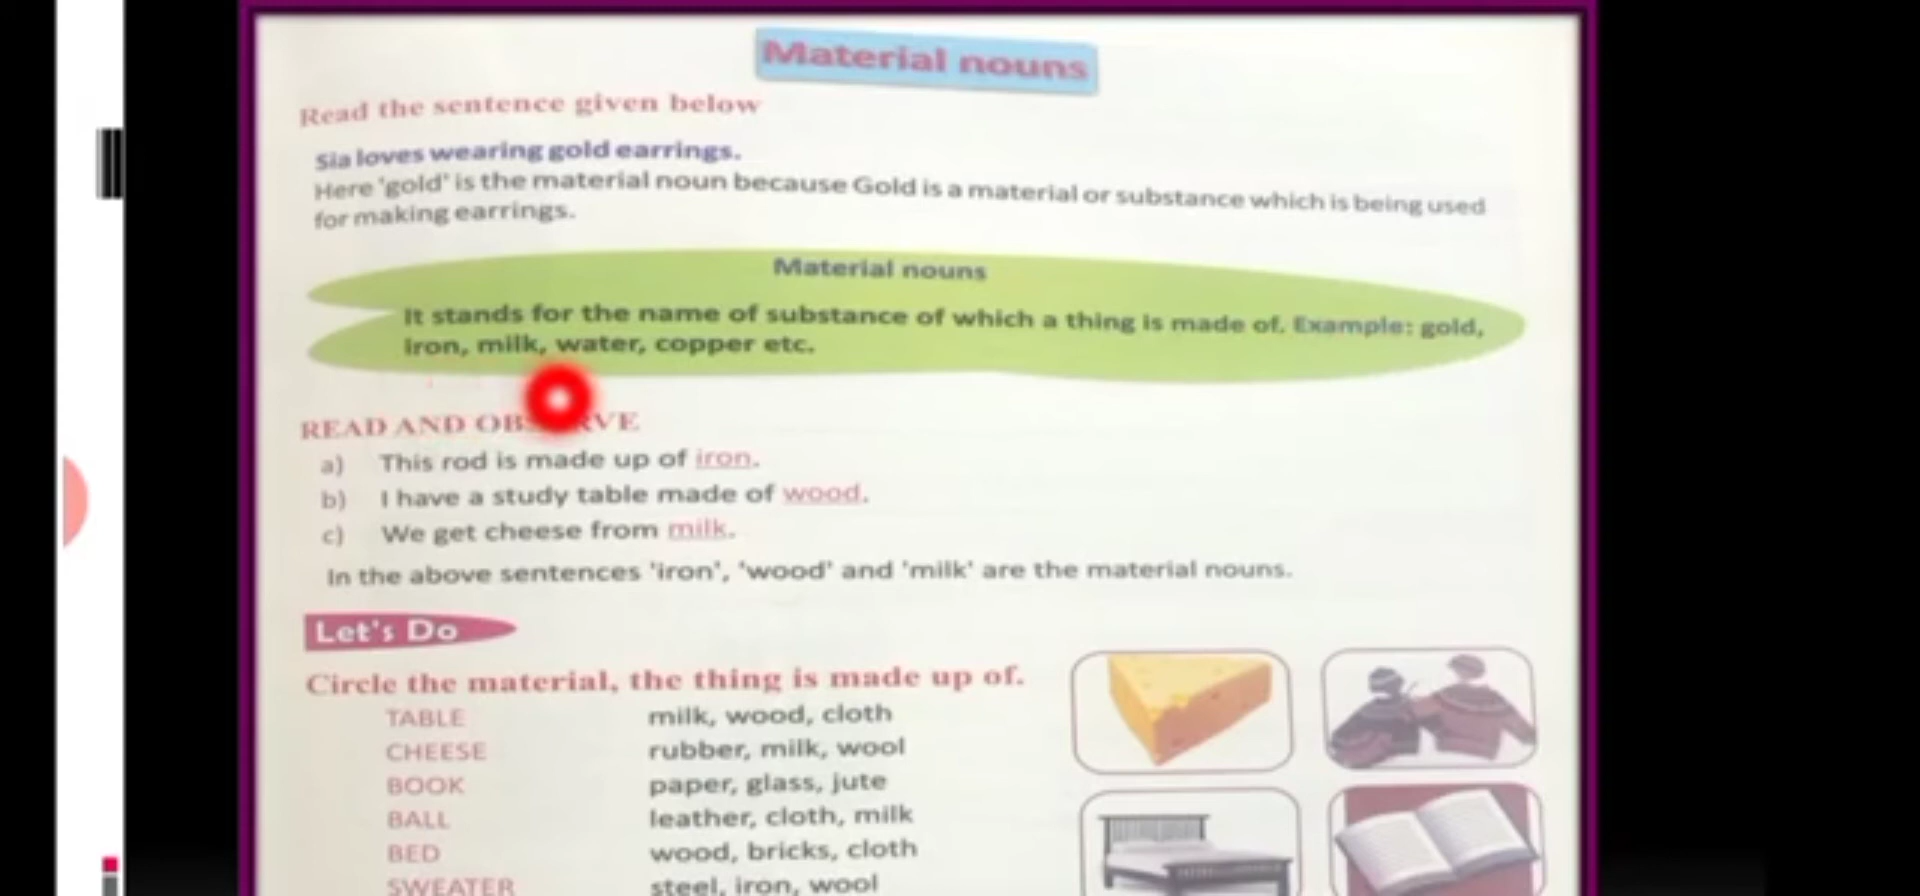 Material nouns
Read the sentence given below
Sia loves wearing gold earrings.
Here 'gold' is the material noun because Gold is a material or substance which is being used
for making earrings.
Material nouns
It stands for the name of substance of which a thing is made of. Example: gold,
Iron, milk, water, copper etc.
READ AND
a) This rod is made up of iron.
b) I have a study table made of wood.
c) We get cheese from milk.
In the above sentences 'iron', 'wood' and 'milk' are the material nouns.
Let's Do
Circle the material, the thing is made up of.
TABLE milk, wood, cloth
CHEESE rubber, milk, wool
BOOK paper, glass, jute
BALL leather, cloth, milk
BED wood, bricks, cloth
SWEATER steel, iron, wool